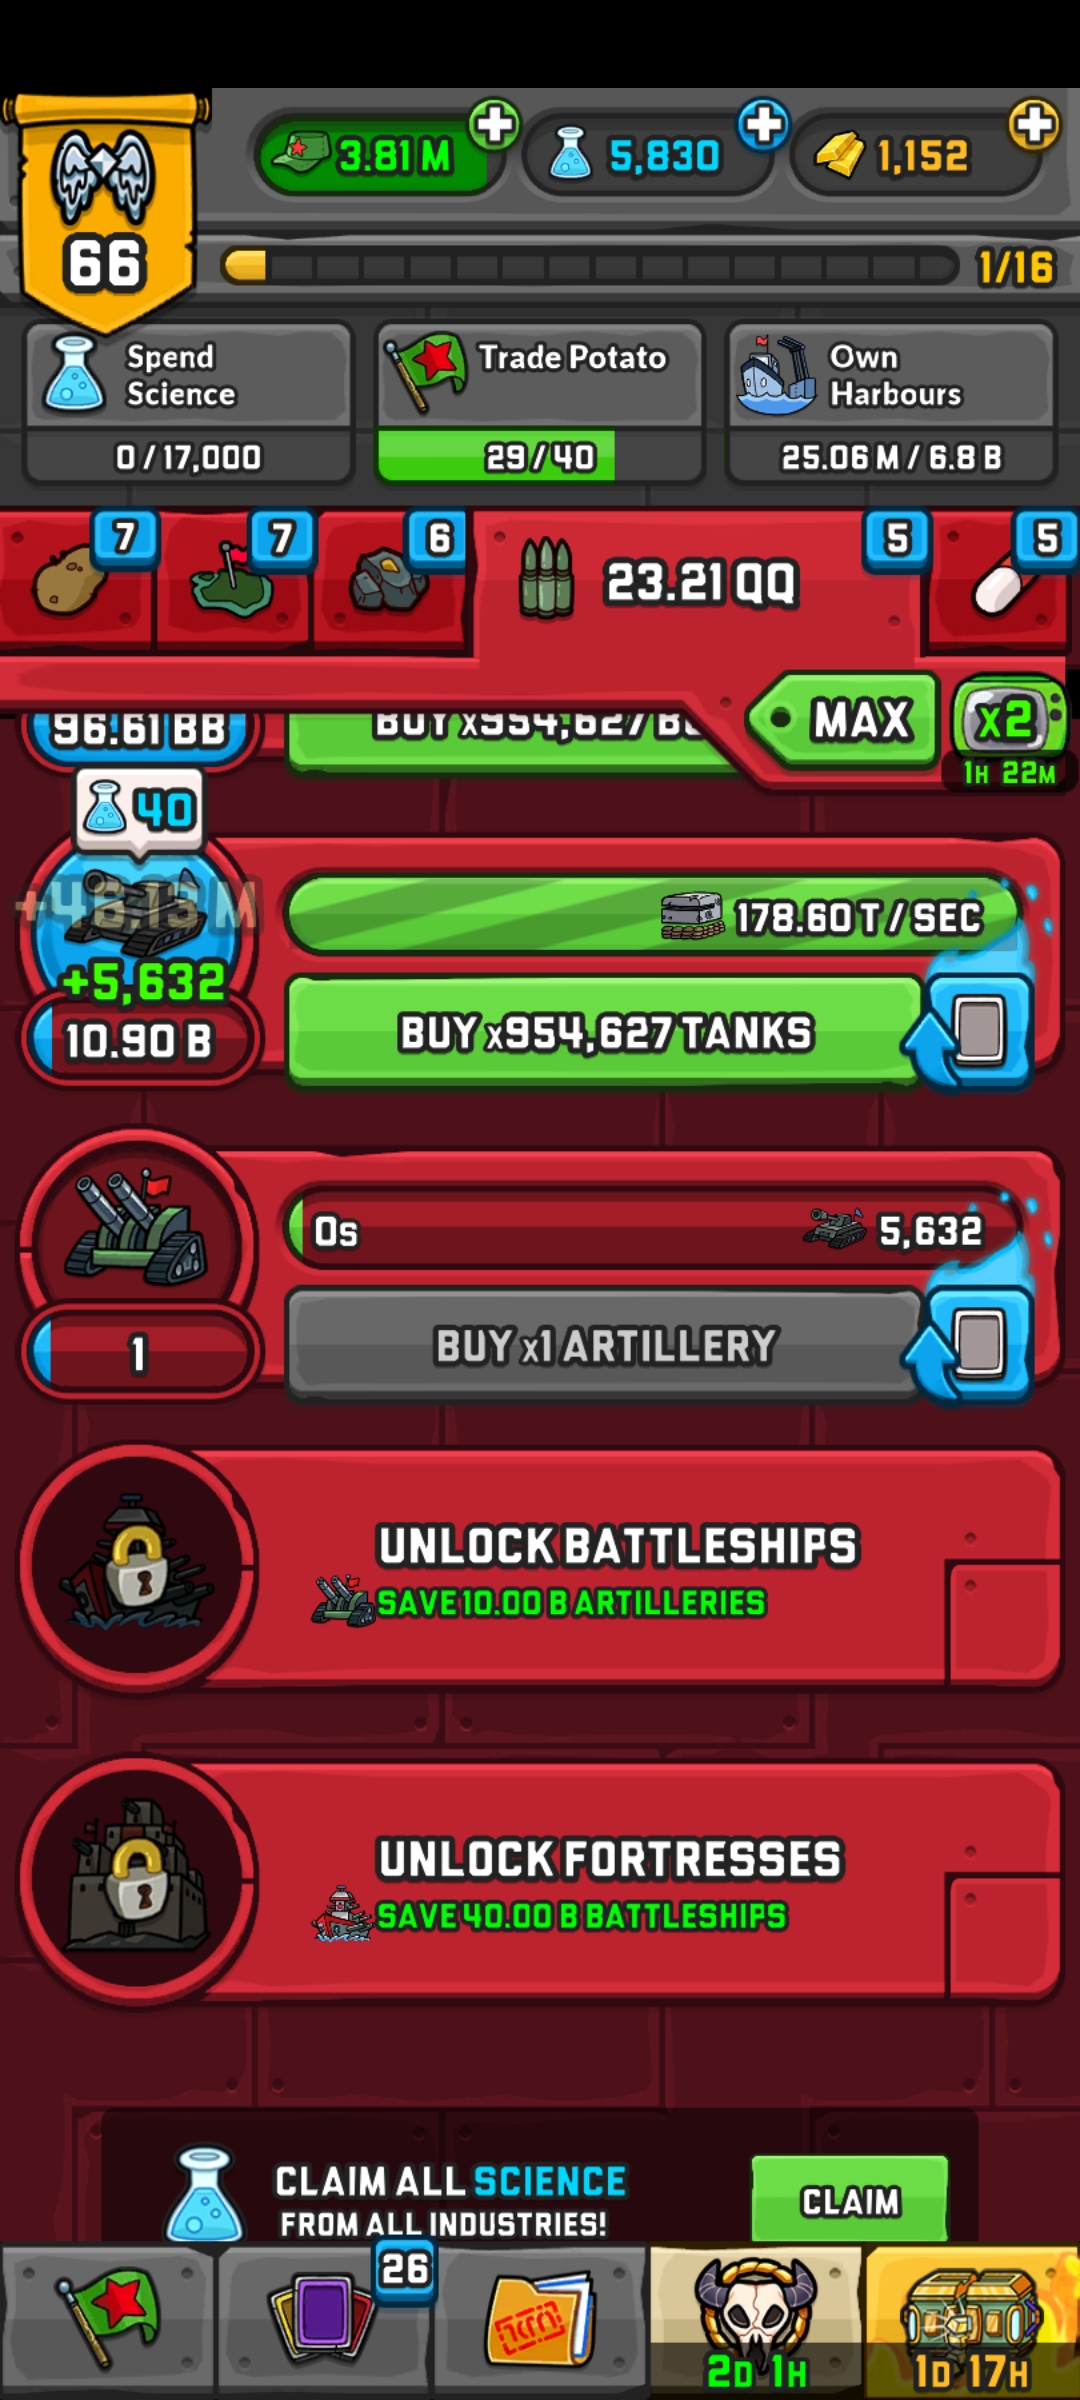 66
3.81 M
5,830
1,152
1/16
Spend
Science
0 / 17,000
Trade Potato
29 / 40
Own
Harbours
25.06 M / 6.8 B
7
7
6
23.21 QQ
5
5
96.61 BB
MAX
x2
1H 22M
40
+48.13 M
+5,632
10.90 B
178.60 T / SEC
BUY x954,627 TANKS
0s
5,632
1
BUY x1 ARTILLERY
UNLOCK BATTLESHIPS
SAVE 10.00 B ARTILLERIES
UNLOCK FORTRESSES
SAVE 40.00 B BATTLESHIPS
CLAIM ALL SCIENCE
FROM ALL INDUSTRIES!
CLAIM
26
2D 1H
1D 17H